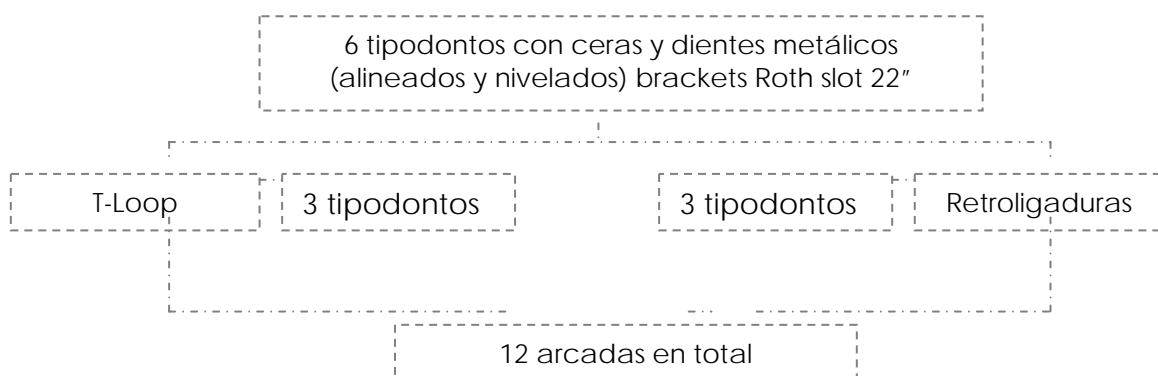 6 tipodontos con ceras y dientes metálicos
(alineados y nivelados) brackets Roth slot 22”
T-Loop
3 tipodontos
3 tipodontos
Retroligaduras
12 arcadas en total